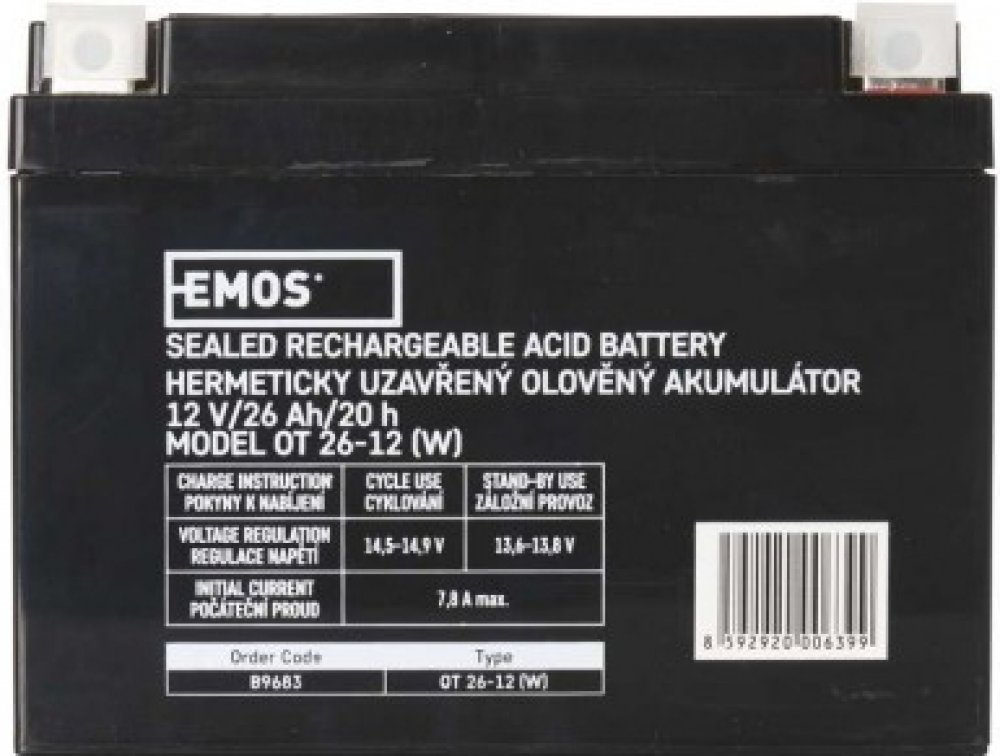 EMOS
SEALED RECHARGEABLE ACID BATTERY
HERMETICKY UZAVŘENÝ OLOVĚNÝ AKUMULÁTOR
12 V/26 Ah/20 h
MODEL OT 26-12 (W)
CHARGE INSTRUCTION CYCLE USE STAND-BY USE
POKYNY K NABÍJENÍ CYKLOVÁNÍ ZÁLOŽNÍ PROVOZ
VOLTAGE REGULATION
REGULACE NAPĚTÍ 14,5-14,9 V 13,6-13,8 V
INITIAL CURRENT
POČÁTEČNÍ PROUD 7,8 A max.
Order Code Type
B9683 OT 26-12 (W)
8 592920 006399